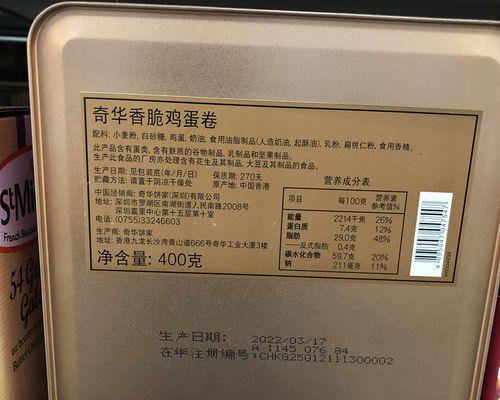 奇华香脆鸡蛋卷
配料: 小麦粉, 白砂糖, 鸡蛋, 奶油, 食用油脂制品(人造奶油, 起酥油), 乳粉, 扁桃仁粉, 食用香精。
此产品含有蛋类, 含有麸质的谷物制品, 乳制品和坚果制品。
生产此食品的厂房亦处理含有花生及其制品, 大豆及其制品的食品。
生产日期: 见包装底(年/月/日) 保质期: 270天
贮藏方法: 请置于阴凉干燥处 原产地: 中国香港
中国经销商: 奇华饼家(深圳)有限公司
地址: 深圳市罗湖区南湖街道人民南路2008号
深圳嘉里中心第十五层第十室
电话: (0755)33246603
生产商: 奇华饼家
地址: 香港九龙长沙湾青山道666号奇华工业大厦3楼
净含量: 400克
营养成分表
项目 每100克 营养素参考值%
能量 2214千焦 26%
蛋白质 7.4克 12%
脂肪 29.0克 48%
—反式脂肪 0.4克
碳水化合物 59.7克 20%
钠 211毫克 11%
生产日期: 2022/03/17
A 1145 076 84
在华注册编号: CHKG25012111300002
St Mi
French
54 G
Butter